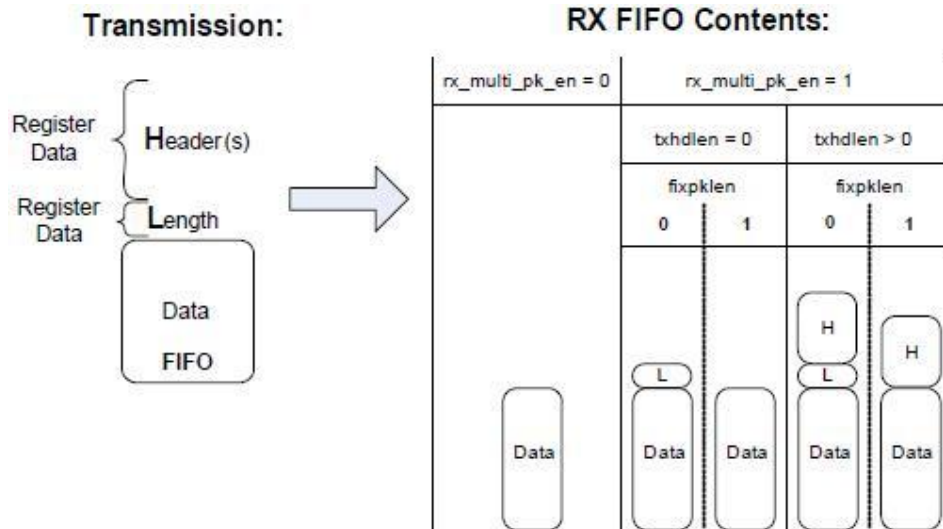 Transmission:
RX FIFO Contents:
Register
Data
Header(s)
Register
Data
Length
Data
FIFO
rx_multi_pk_en = 0
rx_multi_pk_en = 1
txhdlen = 0
txhdlen > 0
fixpklen
fixpklen
0
1
0
1
H
H
L
L
Data
Data
Data
Data
Data